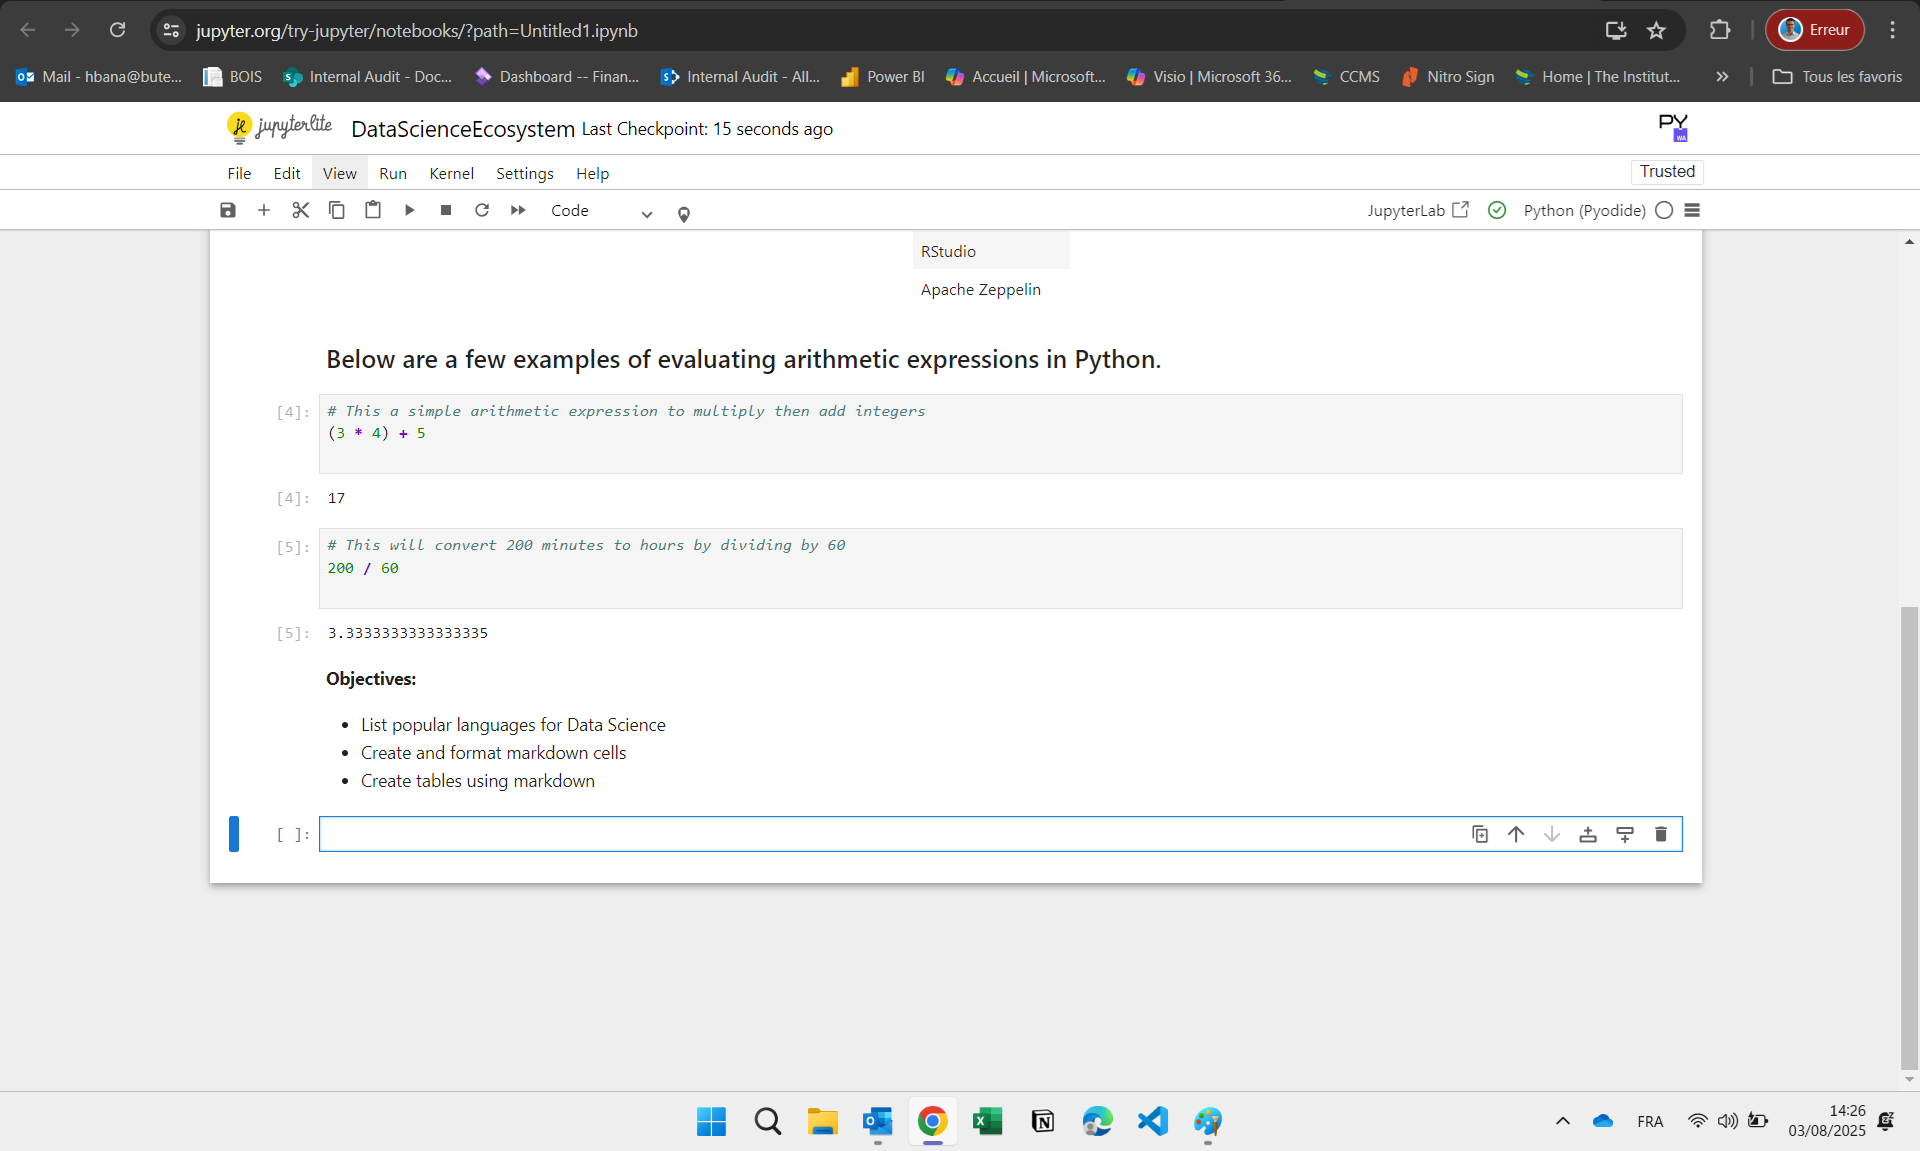 jupyter.org/try-jupyter/notebooks/?path=Untitled1.ipynb
Erreur
Mail - hbana@bute...
BOIS
Internal Audit - Doc...
Dashboard -- Finan...
Internal Audit - All...
Power BI
Accueil | Microsoft...
Visio | Microsoft 36...
CCMS
Nitro Sign
Home | The Institut...
Tous les favoris
jupyterlite
DataScienceEcosystem Last Checkpoint: 15 seconds ago
PY
WA
File Edit View Run Kernel Settings Help
Trusted
Code
JupyterLab
Python (Pyodide)
RStudio
Apache Zeppelin
Below are a few examples of evaluating arithmetic expressions in Python.
[4]: # This a simple arithmetic expression to multiply then add integers
(3 * 4) + 5
[4]: 17
[5]: # This will convert 200 minutes to hours by dividing by 60
200 / 60
[5]: 3.3333333333333335
Objectives:
• List popular languages for Data Science
• Create and format markdown cells
• Create tables using markdown
[ ]:
FRA
14:26
03/08/2025